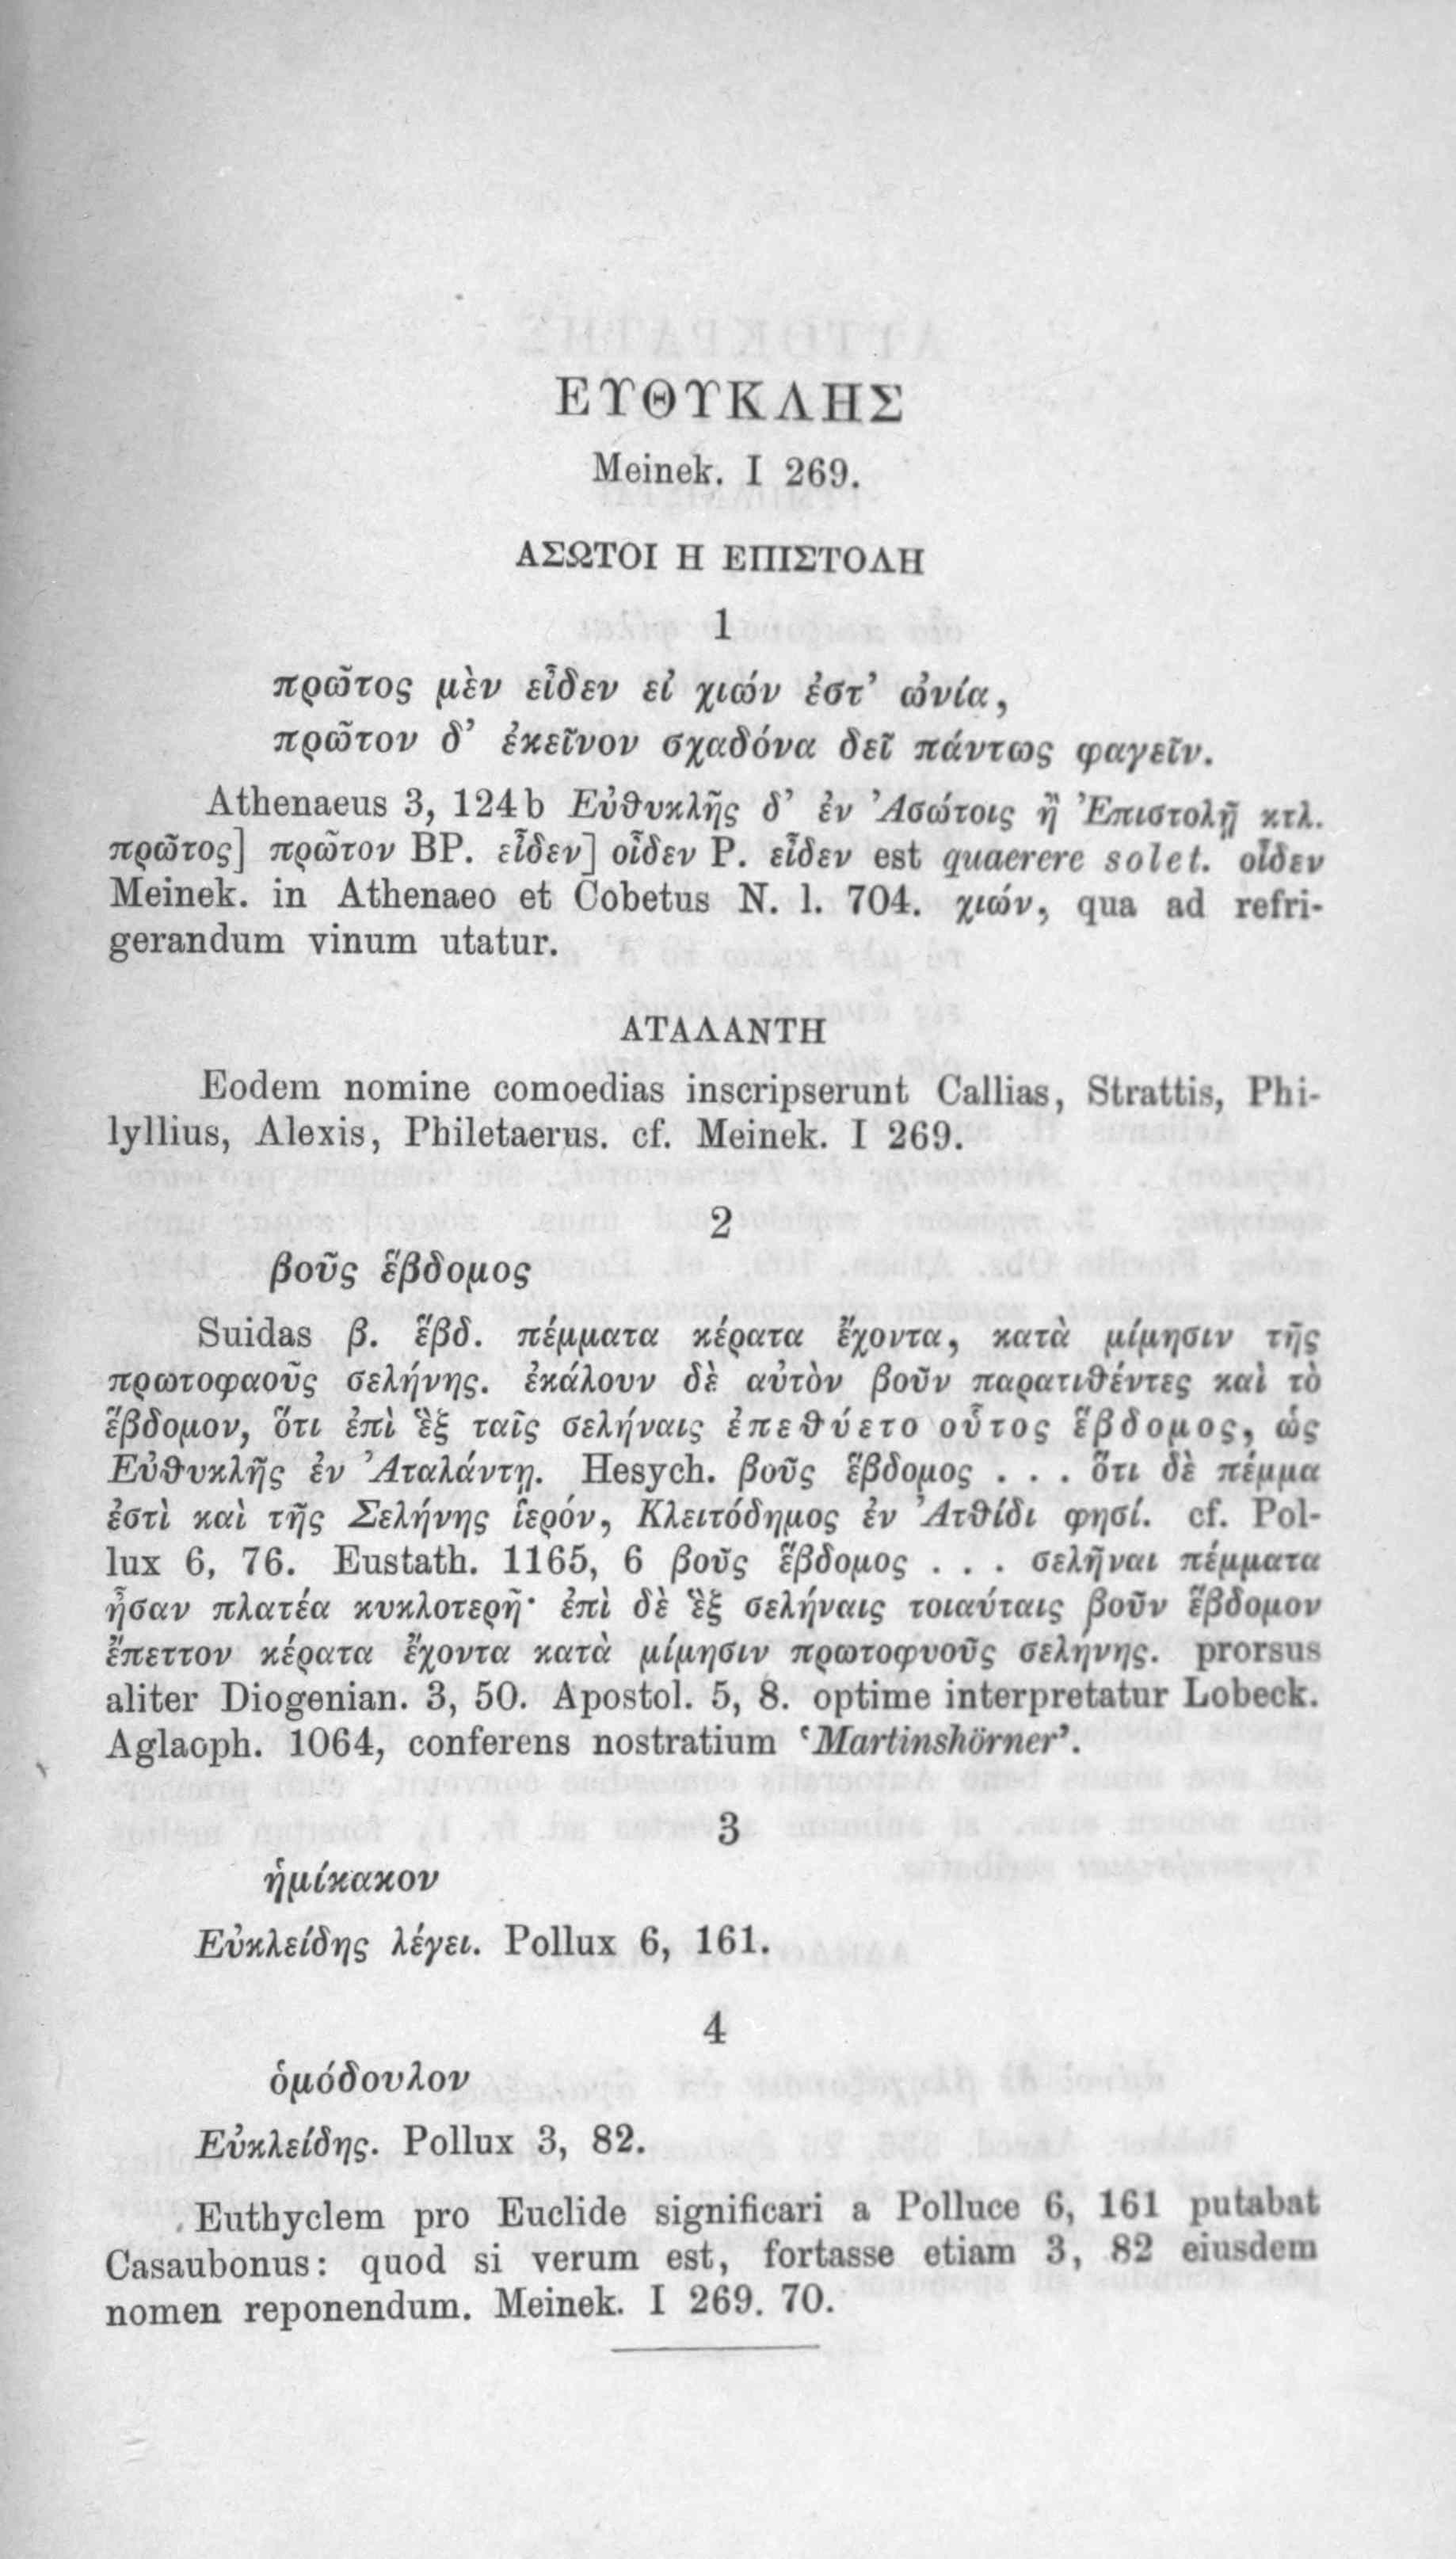 ΕΥΘΥΚΛΗΣ
Meinek. I 269.
ΑΣΩΤΟΙ Η ΕΠΙΣΤΟΛΗ
1
πρῶτος μὲν εἶδεν εἰ χιών ἐστ’ ὠνία,
πρῶτον δ’ ἐκεῖνον σχαδόνα δεῖ πάντως φαγεῖν.
Athenaeus 3, 124b Εὐθυκλῆς δ’ ἐν Ἀσώτοις ἢ Ἐπιστολῇ κτλ.
πρῶτος] πρῶτον BP. εἶδεν] οἶδεν P. εἶδεν est quaerere solet. οἶδεν
Meinek. in Athenaeo et Cobetus N. l. 704. χιών, qua ad refri-
gerandum vinum utatur.
ΑΤΑΛΑΝΤΗ
Eodem nomine comoedias inscripserunt Callias, Strattis, Phi-
lyllius, Alexis, Philetaerus. cf. Meinek. I 269.
2
βοῦς ἕβδομος
Suidas β. ἕβδ. πέμματα κέρατα ἔχοντα, κατὰ μίμησιν τῆς
πρωτοφαοῦς σελήνης. ἐκάλουν δὲ αὐτὸν βοῦν παρατιθέντες καὶ τὸ
ἕβδομον, ὅτι ἐπὶ ἓξ ταῖς σελήναις ἐπεθύετο οὗτος ἕβδομος, ὡς
Εὐθυκλῆς ἐν Ἀταλάντῃ. Hesych. βοῦς ἕβδομος . . . ὅτι δὲ πέμμα
ἐστὶ καὶ τῆς Σελήνης ἱερόν, Κλειτόδημος ἐν Ἀτθίδι φησί. cf. Pol-
lux 6, 76. Eustath. 1165, 6 βοῦς ἕβδομος . . . σελῆναι πέμματα
ἦσαν πλατέα κυκλοτερῆ· ἐπὶ δὲ ἓξ σελήναις τοιαύταις βοῦν ἕβδομον
ἔπεττον κέρατα ἔχοντα κατὰ μίμησιν πρωτοφυοῦς σελήνης. prorsus
aliter Diogenian. 3, 50. Apostol. 5, 8. optime interpretatur Lobeck.
Aglaoph. 1064, conferens nostratium ‘Martinshörner’.
3
ἡμίκακον
Εὐκλείδης λέγει. Pollux 6, 161.
4
ὁμόδουλον
Εὐκλείδης. Pollux 3, 82.
Euthyclem pro Euclide significari a Polluce 6, 161 putabat
Casaubonus: quod si verum est, fortasse etiam 3, 82 eiusdem
nomen reponendum. Meinek. I 269. 70.